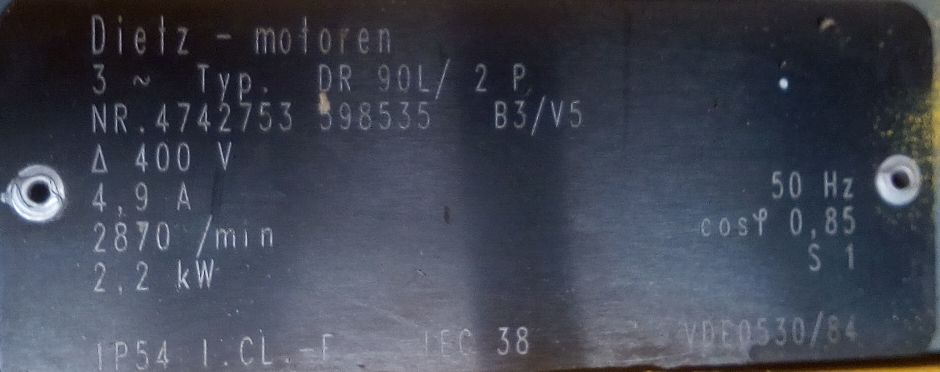 Dietz - motoren
3 ~ Typ. DR 90L/ 2 P
NR.4742753 598535 B3/V5
Δ 400 V
4,9 A 50 Hz
2870 /min cosφ 0,85
2,2 kW S 1
IP54 I.CL.-F IEC 38 VDE0530/84